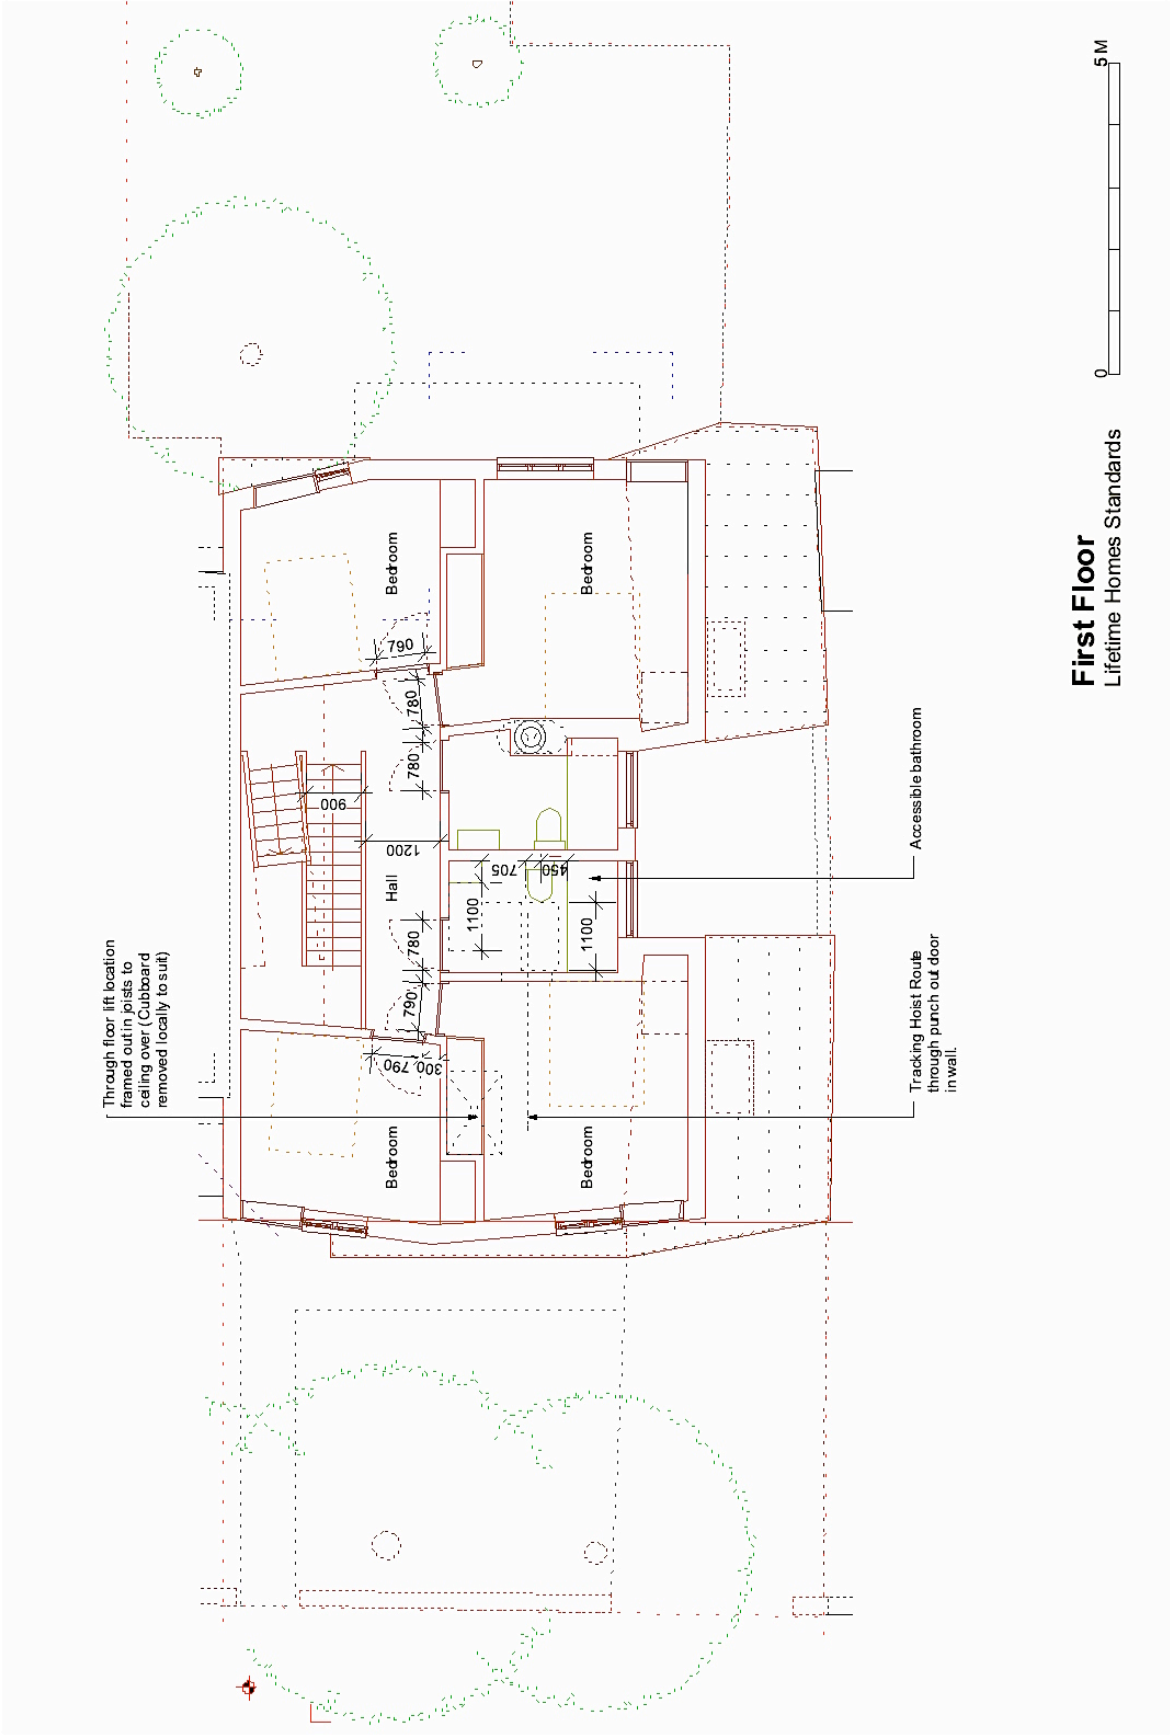 First Floor
Lifetime Homes Standards
0
5M
Through floor lift location
framed out in joists to
ceiling over (Cubboard
removed locally to suit)
Bedroom
Bedroom
Hall
Bedroom
Bedroom
790
780
780
900
1200
780
790
790
300
705
450
1100
1100
Tracking Hoist Route
through punch out door
in wall.
Accessible bathroom